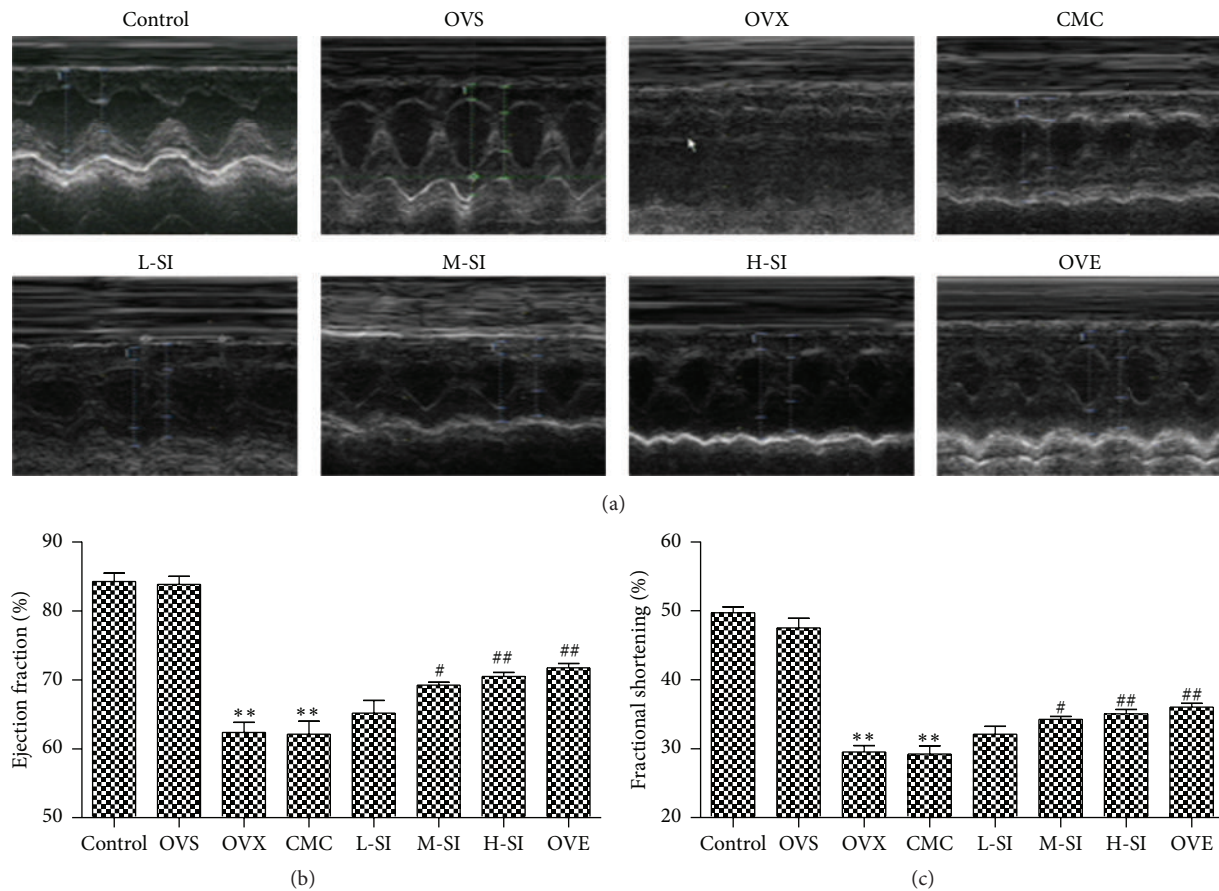 Control OVS OVX CMC
L-SI M-SI H-SI OVE
(a)
Ejection fraction (%)
90
80
70
60
50
** ** # ## ##
Control OVS OVX CMC L-SI M-SI H-SI OVE
(b)
Fractional shortening (%)
60
50
40
30
20
** ** # ## ##
Control OVS OVX CMC L-SI M-SI H-SI OVE
(c)